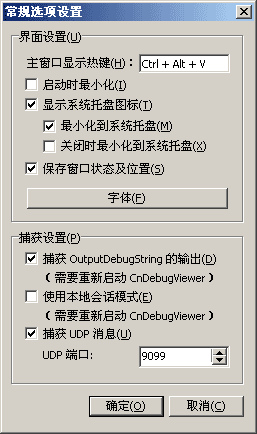 常规选项设置
界面设置(U)
主窗口显示热键(H)： Ctrl + Alt + V
启动时最小化(I)
显示系统托盘图标(T)
最小化到系统托盘(M)
关闭时最小化到系统托盘(X)
保存窗口状态及位置(S)
字体(F)
捕获设置(P)
捕获 OutputDebugString 的输出(D)
（需要重新启动 CnDebugViewer）
使用本地会话模式(E)
（需要重新启动 CnDebugViewer）
捕获 UDP 消息(U)
UDP 端口: 9099
确定(O) 取消(C)